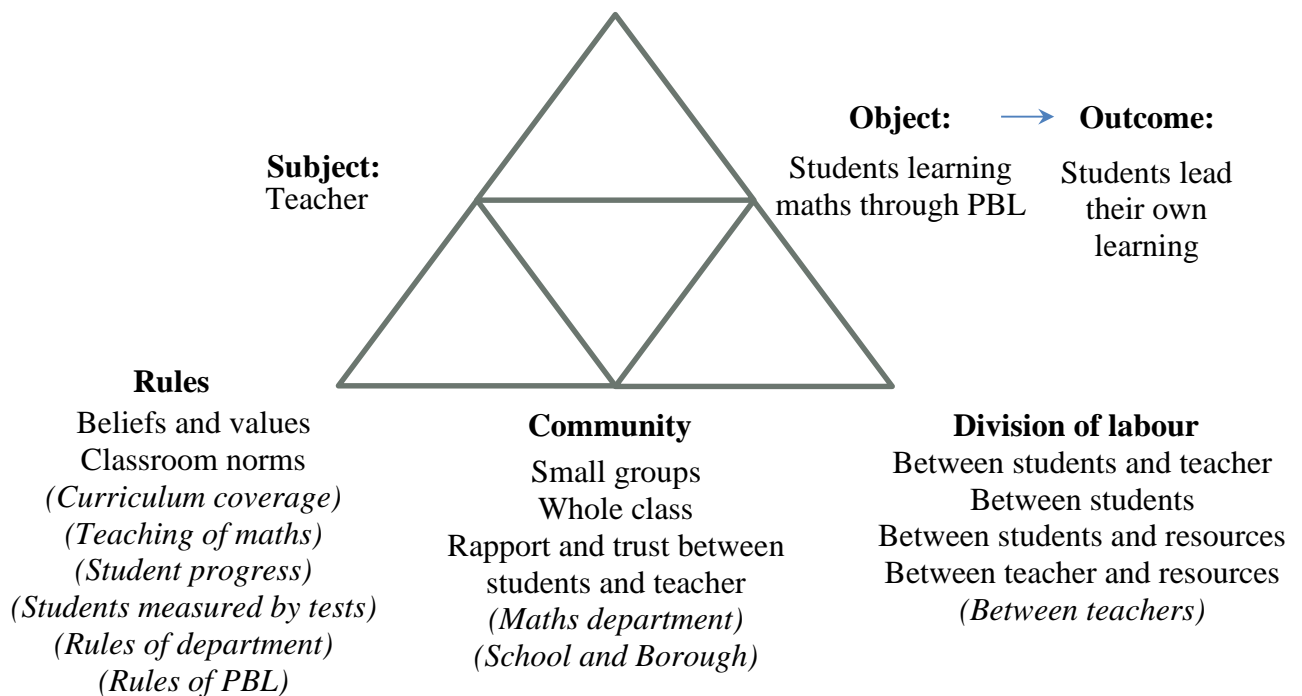 Subject:
Teacher
Object: Outcome:
Students learning
maths through PBL
Students lead
their own
learning
Rules
Beliefs and values
Classroom norms
(Curriculum coverage)
(Teaching of maths)
(Student progress)
(Students measured by tests)
(Rules of department)
(Rules of PBL)
Community
Small groups
Whole class
Rapport and trust between
students and teacher
(Maths department)
(School and Borough)
Division of labour
Between students and teacher
Between students
Between students and resources
Between teacher and resources
(Between teachers)